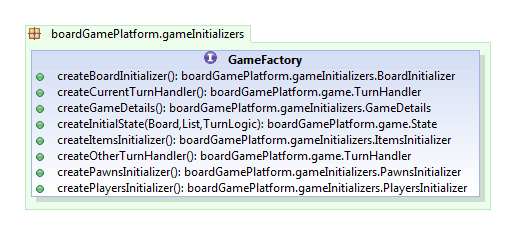 boardGamePlatform.gameInitializers
I GameFactory
createBoardInitializer(): boardGamePlatform.gameInitializers.BoardInitializer
createCurrentTurnHandler(): boardGamePlatform.game.TurnHandler
createGameDetails(): boardGamePlatform.gameInitializers.GameDetails
createInitialState(Board,List,TurnLogic): boardGamePlatform.game.State
createItemsInitializer(): boardGamePlatform.gameInitializers.ItemsInitializer
createOtherTurnHandler(): boardGamePlatform.game.TurnHandler
createPawnsInitializer(): boardGamePlatform.gameInitializers.PawnsInitializer
createPlayersInitializer(): boardGamePlatform.gameInitializers.PlayersInitializer